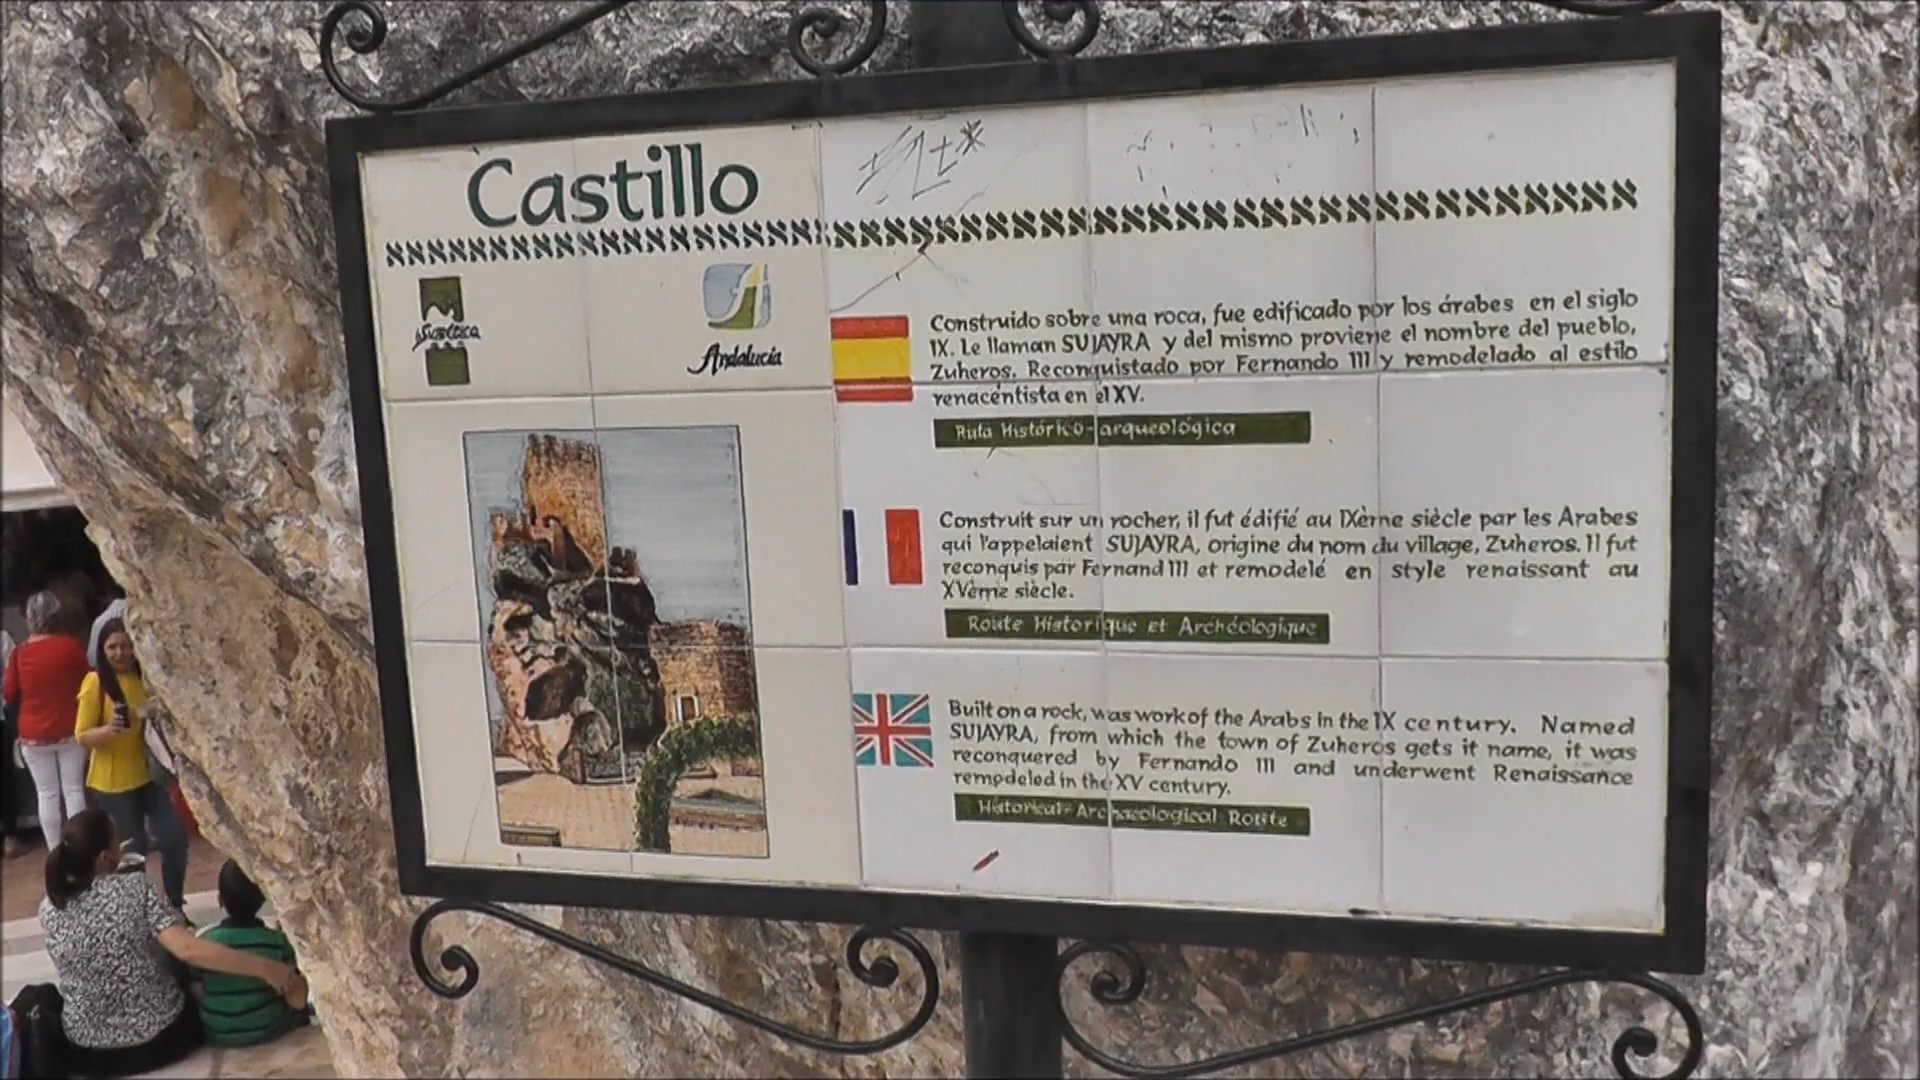 Castillo
Subbética
Andalucía
Construido sobre una roca, fue edificado por los árabes en el siglo
IX. Le llaman SUJAYRA y del mismo proviene el nombre del pueblo,
Zuheros. Reconquistado por Fernando III y remodelado al estilo
renacentista en el XV.
Ruta Histórico-arqueológica
Construit sur un rocher, il fut édifié au IXème siècle par les Arabes
qui l'appelaient SUJAYRA, origine du nom du village, Zuheros. Il fut
reconquis par Fernand III et remodelé en style renaissant au
XVème siècle.
Route Historique et Archéologique
Built on a rock, was work of the Arabs in the IX century. Named
SUJAYRA, from which the town of Zuheros gets it name, it was
reconquered by Fernando III and underwent Renaissance
remodeled in the XV century.
Historical-Archaeological Route